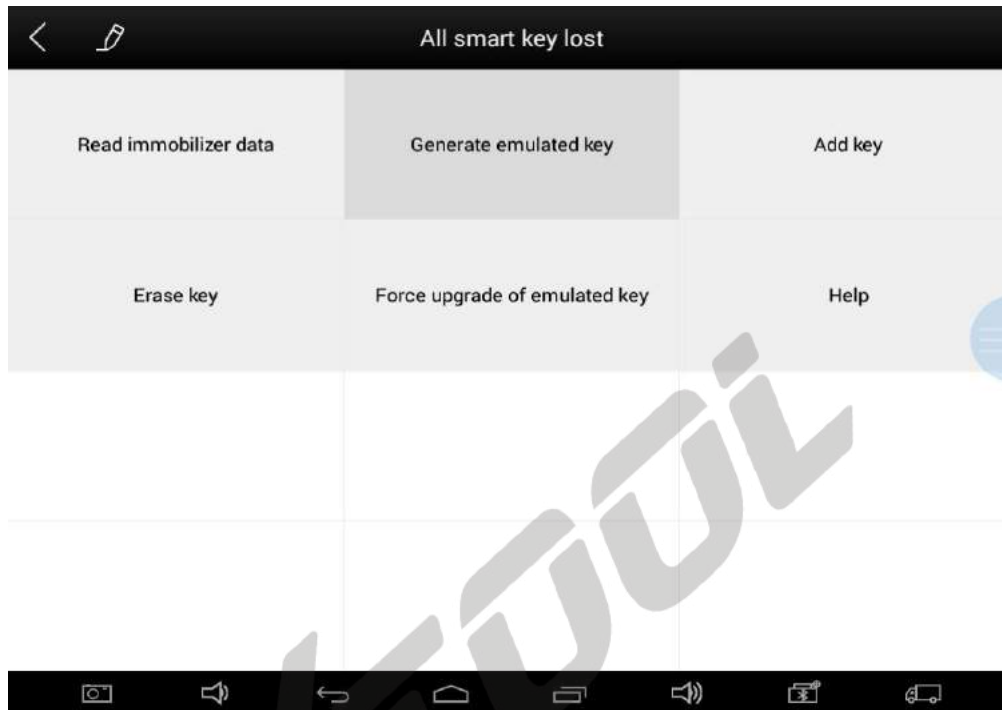 All smart key lost
Read immobilizer data
Generate emulated key
Add key
Erase key
Force upgrade of emulated key
Help